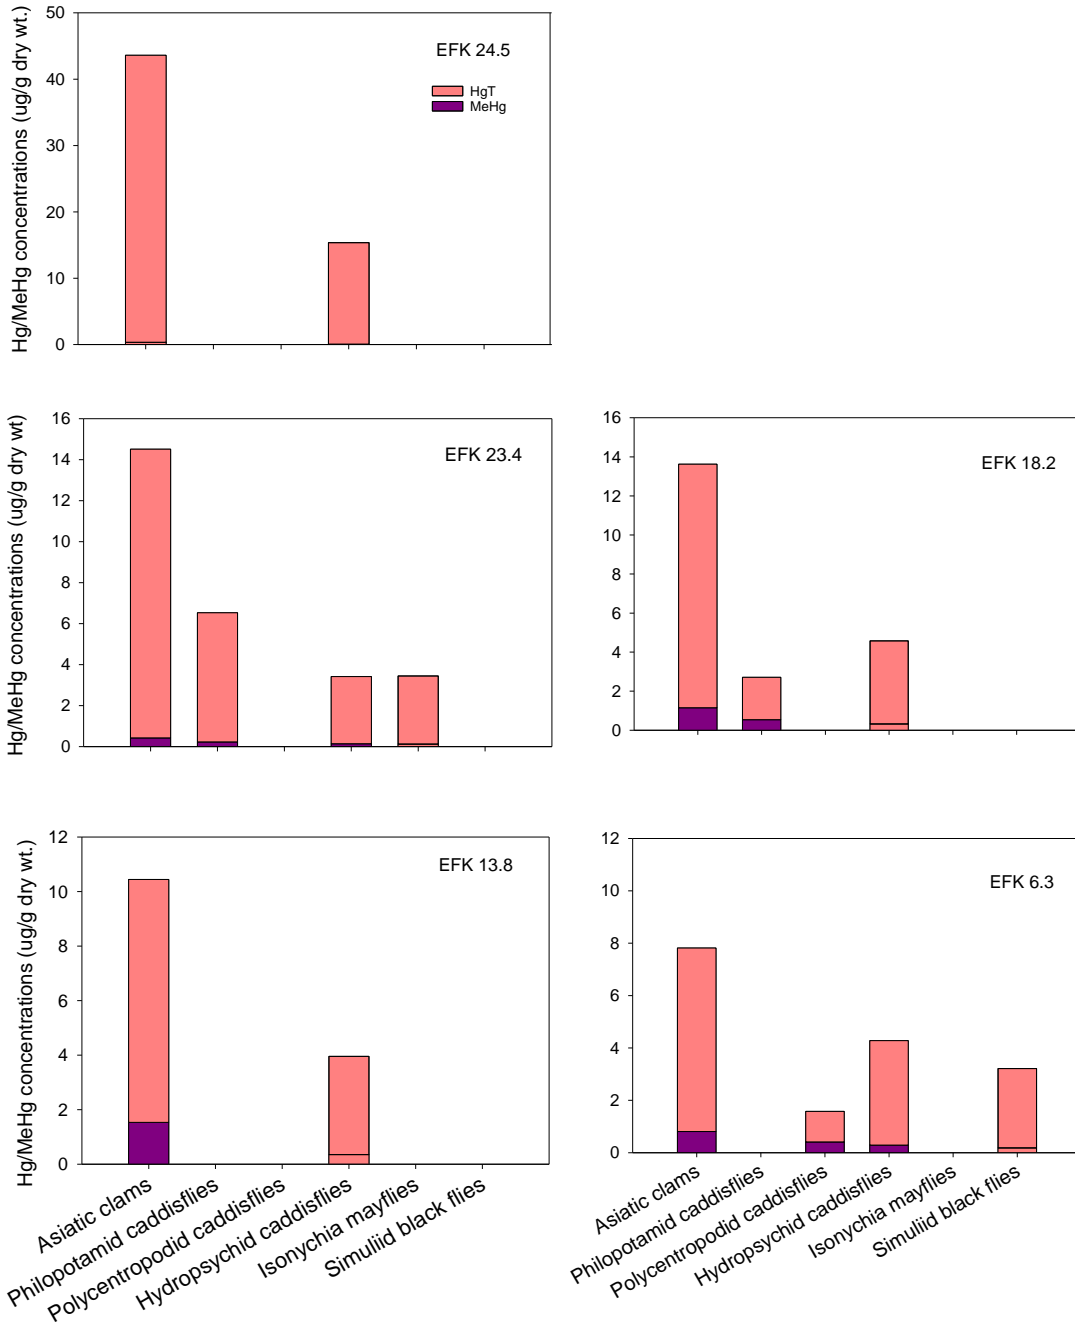 Hg/MeHg concentrations (ug/g dry wt.)
50
40
30
20
10
0
EFK 24.5
HgT
MeHg
Hg/MeHg concentrations (ug/g dry wt)
16
14
12
10
8
6
4
2
0
EFK 23.4
16
14
12
10
8
6
4
2
0
EFK 18.2
Hg/MeHg concentrations (ug/g dry wt.)
12
10
8
6
4
2
0
EFK 13.8
Asiatic clams
Philopotamid caddisflies
Polycentropodid caddisflies
Hydropsychid caddisflies
Isonychia mayflies
Simuliid black flies
12
10
8
6
4
2
0
EFK 6.3
Asiatic clams
Philopotamid caddisflies
Polycentropodid caddisflies
Hydropsychid caddisflies
Isonychia mayflies
Simuliid black flies